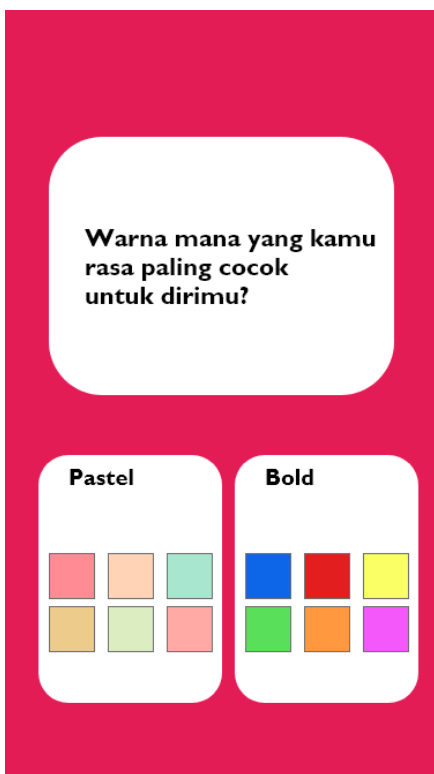 Warna mana yang kamu
rasa paling cocok
untuk dirimu?
Pastel
Bold